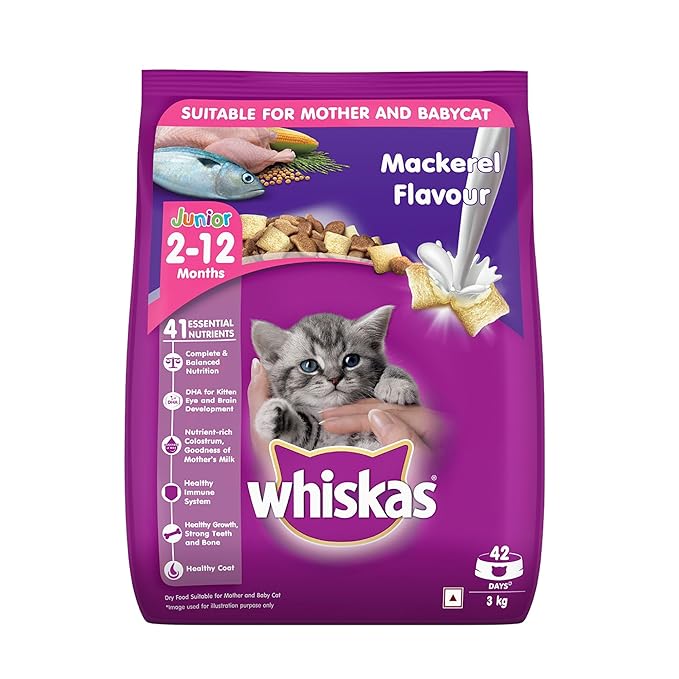 SUITABLE FOR MOTHER AND BABYCAT
Mackerel
Flavour
Junior
2-12
Months
41 ESSENTIAL
NUTRIENTS
Complete &
Balanced
Nutrition
DHA
DHA for Kitten
Eye and Brain
Development
Nutrient-rich
Colostrum,
Goodness of
Mother's Milk
Healthy
Immune
System
Healthy Growth,
Strong Teeth
and Bone
Healthy Coat
whiskas
42
DAYS
3 kg
Dry Food Suitable for Mother and Baby Cat
*Image used for illustration purpose only